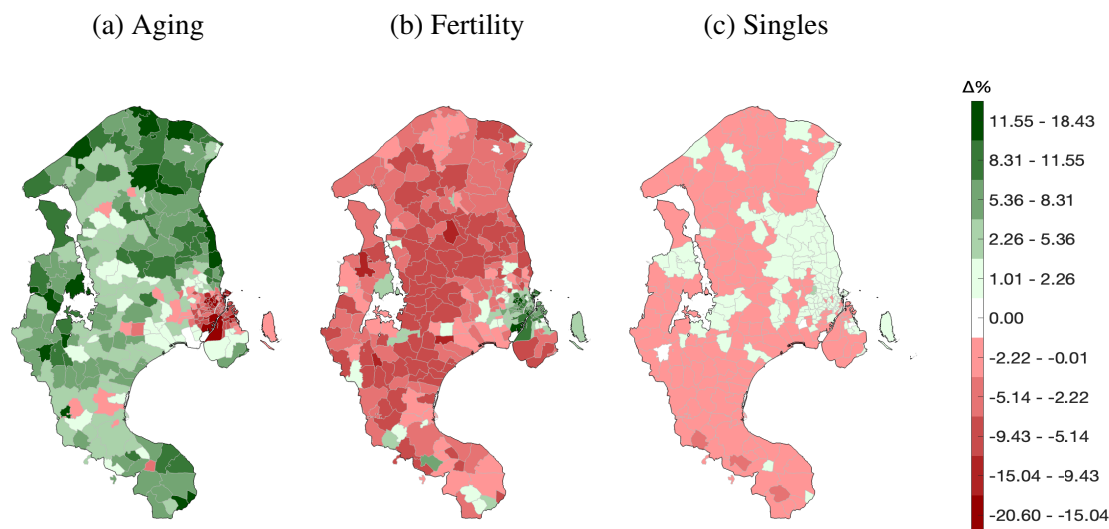 (a) Aging
(b) Fertility
(c) Singles
Δ%
11.55 - 18.43
8.31 - 11.55
5.36 - 8.31
2.26 - 5.36
1.01 - 2.26
0.00
-2.22 - -0.01
-5.14 - -2.22
-9.43 - -5.14
-15.04 - -9.43
-20.60 - -15.04